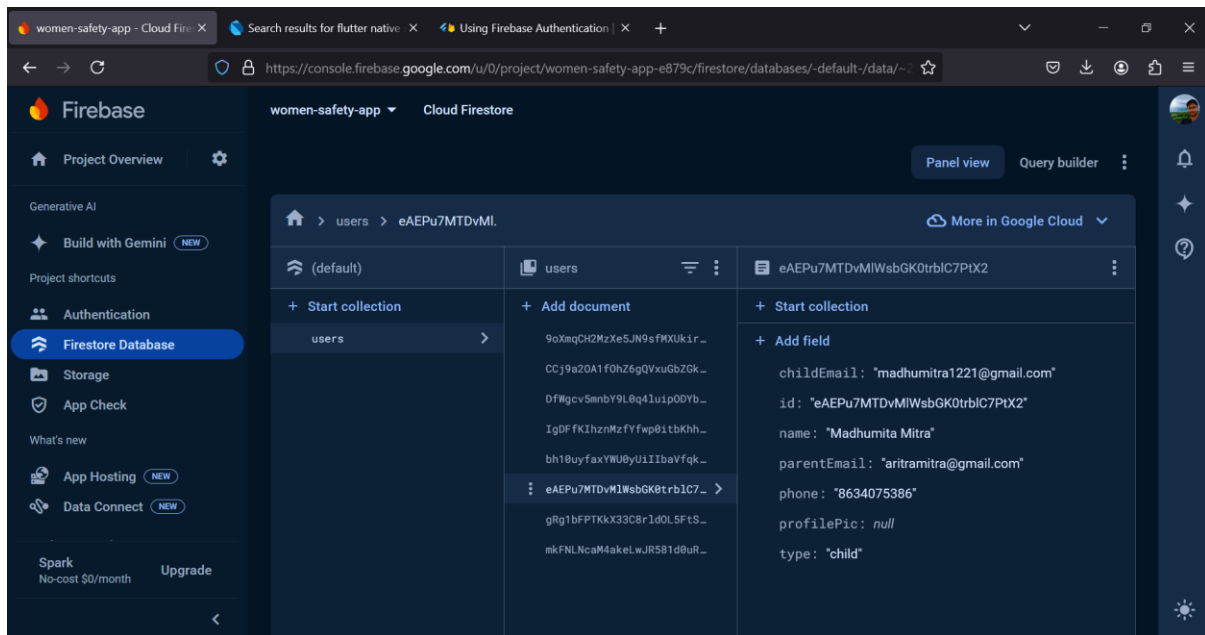 women-safety-app - Cloud Fire
Search results for flutter native
Using Firebase Authentication |
https://console.firebase.google.com/u/0/project/women-safety-app-e879c/firestore/databases/-default-/data/~2
Firebase
women-safety-app
Cloud Firestore
Project Overview
Panel view
Query builder
Generative AI
Build with Gemini NEW
Project shortcuts
Authentication
Firestore Database
Storage
App Check
What's new
App Hosting NEW
Data Connect NEW
Spark
No-cost $0/month
Upgrade
users > eAEPu7MTDvMl.
More in Google Cloud
(default)
+ Start collection
users
users
+ Add document
9oXmqCH2MzXe5JN9sfMXUkir…
CCj9a2OA1fOhZ6gQVxuGbZGk…
DfWgcvSmnbY9L0q4luipODYb…
IgDFfKIhznMzfYfwp0itbKhh…
bh10uyfaxYWU0yUiIIbaVfqk…
eAEPu7MTDvMlWsbGK0trblC7…
gRg1bFPTKkX33C8rldOL5FtS…
mkFNLNcaM4akeLwJR581d0uR…
eAEPu7MTDvMlWsbGK0trblC7PtX2
+ Start collection
+ Add field
childEmail: "madhumitra1221@gmail.com"
id: "eAEPu7MTDvMlWsbGK0trblC7PtX2"
name: "Madhumita Mitra"
parentEmail: "aritramitra@gmail.com"
phone: "8634075386"
profilePic: null
type: "child"